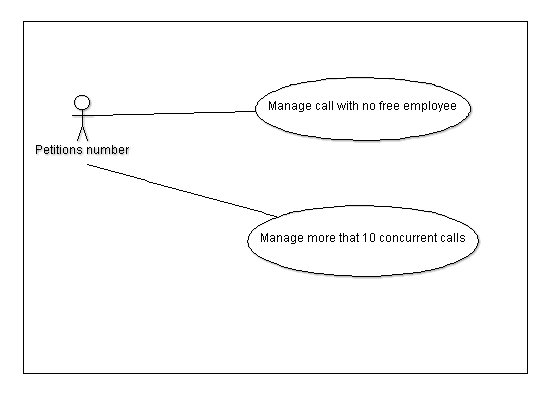 Manage call with no free employee
Petitions number
Manage more that 10 concurrent calls